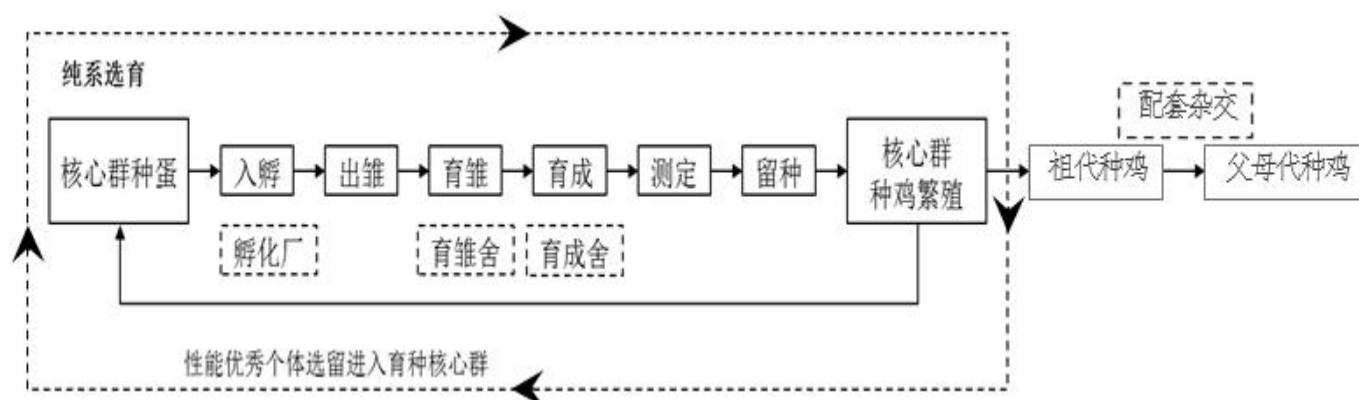 纯系选育
配套杂交
核心群种蛋
入孵
出雏
育雏
育成
测定
留种
核心群
种鸡繁殖
祖代种鸡
父母代种鸡
孵化厂
育雏舍
育成舍
性能优秀个体选留进入育种核心群